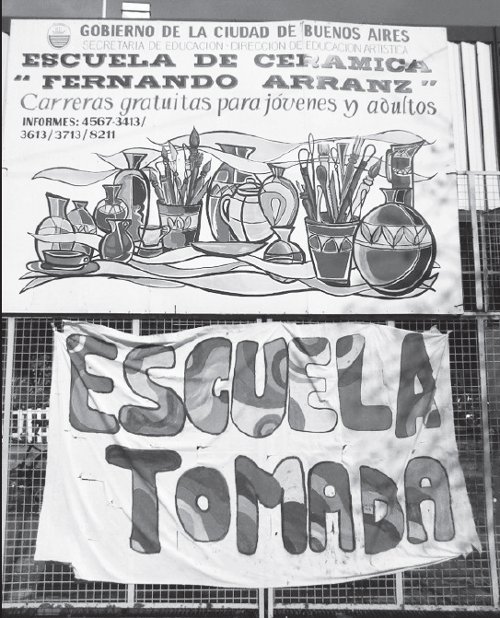 GOBIERNO DE LA CIUDAD DE BUENOS AIRES
SECRETARIA DE EDUCACION - DIRECCION DE EDUCACION ARTISTICA
ESCUELA DE CERAMICA
"FERNANDO ARRANZ"
Carreras gratuitas para jóvenes y adultos
INFORMES: 4567-3413/
3613/3713/8211
ESCUELA
TOMADA